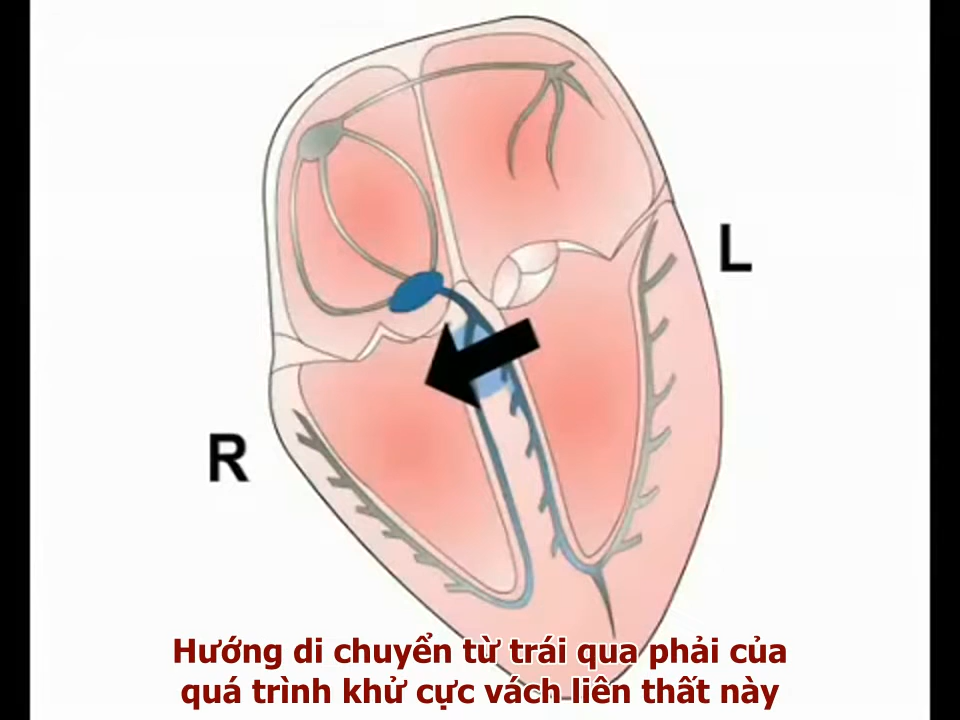 L
R
Hướng di chuyển từ trái qua phải của
quá trình khử cực vách liên thất này